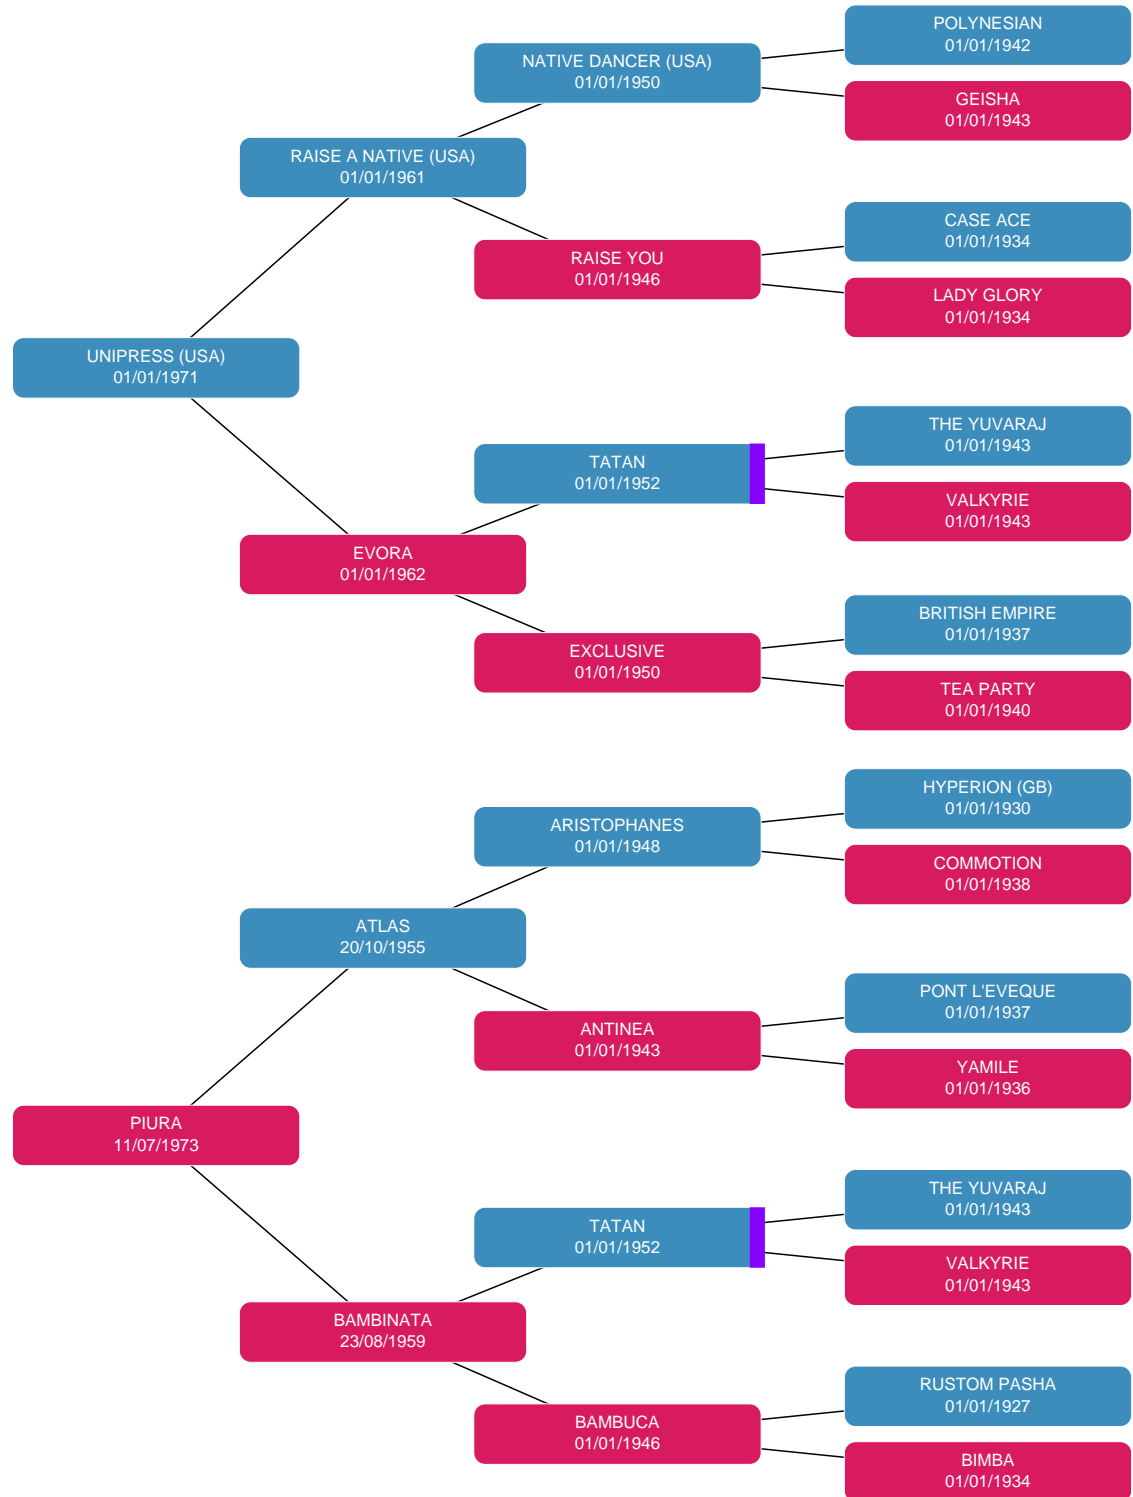 POLYNESIAN
01/01/1942
NATIVE DANCER (USA)
01/01/1950
GEISHA
01/01/1943
RAISE A NATIVE (USA)
01/01/1961
CASE ACE
01/01/1934
RAISE YOU
01/01/1946
LADY GLORY
01/01/1934
UNIPRESS (USA)
01/01/1971
THE YUVARAJ
01/01/1943
TATAN
01/01/1952
VALKYRIE
01/01/1943
EVORA
01/01/1962
BRITISH EMPIRE
01/01/1937
EXCLUSIVE
01/01/1950
TEA PARTY
01/01/1940
HYPERION (GB)
01/01/1930
ARISTOPHANES
01/01/1948
COMMOTION
01/01/1938
ATLAS
20/10/1955
PONT L'EVEQUE
01/01/1937
ANTINEA
01/01/1943
YAMILE
01/01/1936
PIURA
11/07/1973
THE YUVARAJ
01/01/1943
TATAN
01/01/1952
VALKYRIE
01/01/1943
BAMBINATA
23/08/1959
RUSTOM PASHA
01/01/1927
BAMBUCA
01/01/1946
BIMBA
01/01/1934